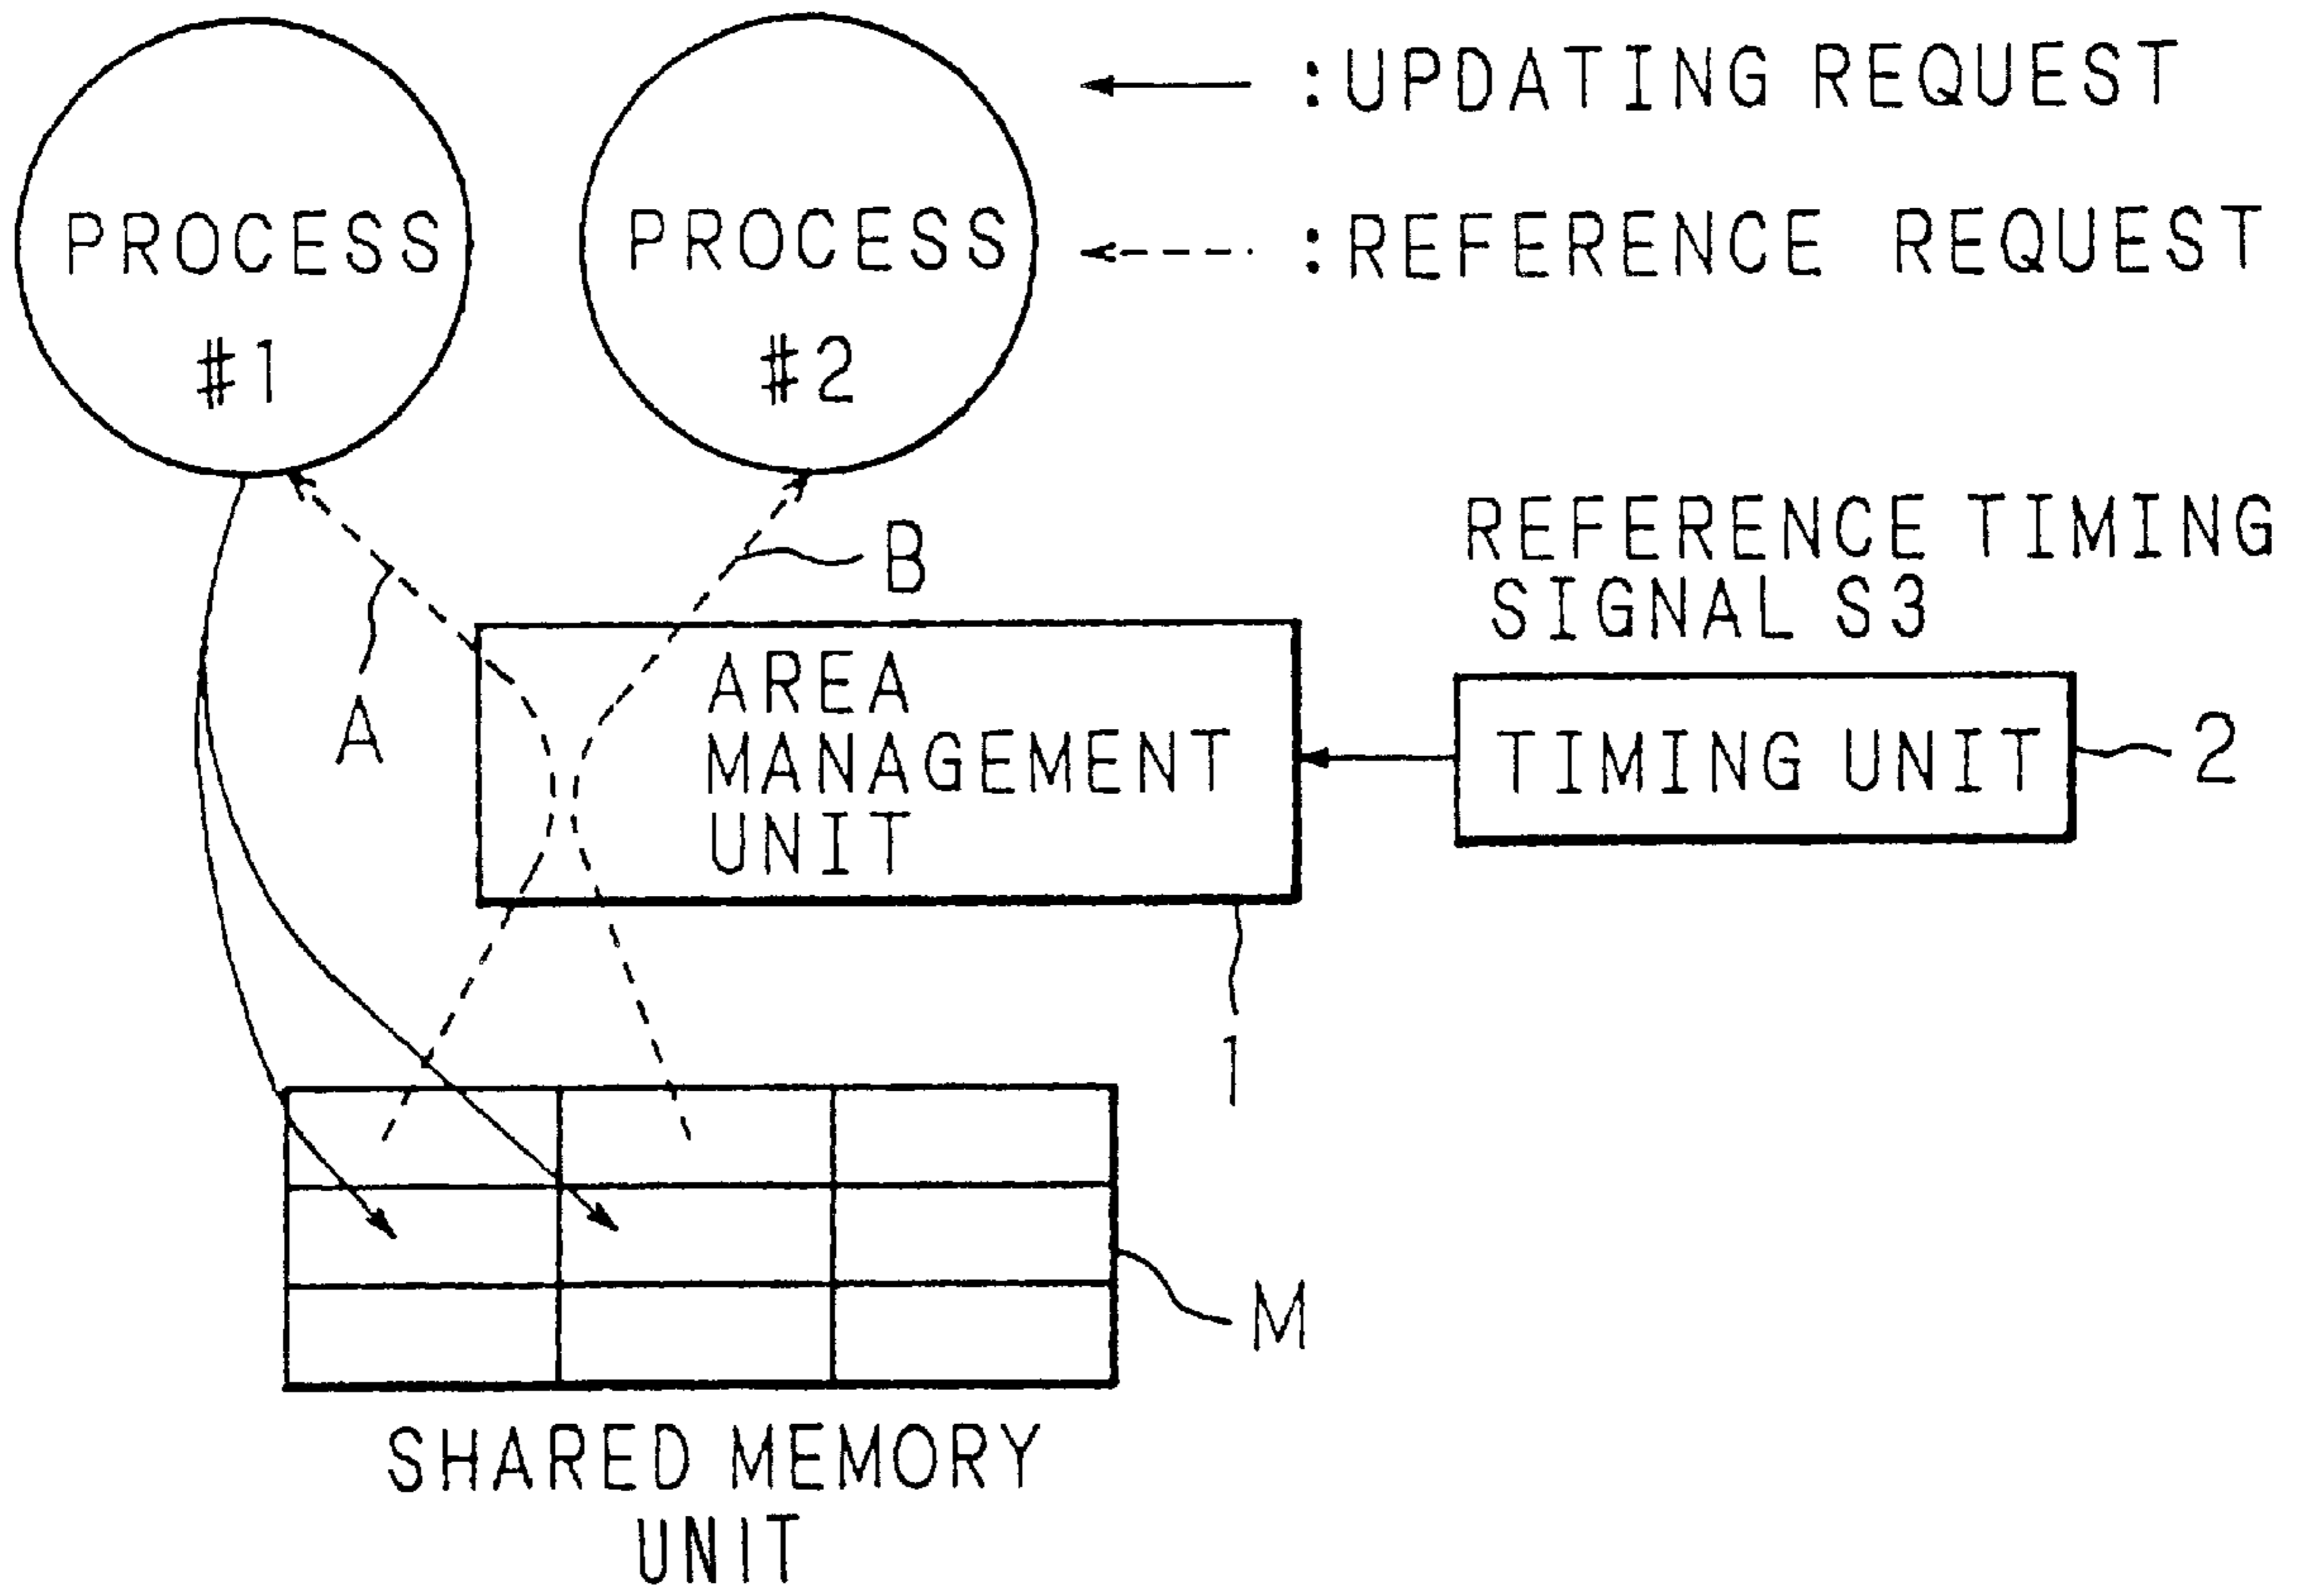 :UPDATING REQUEST
PROCESS
#1
PROCESS
#2
:REFERENCE REQUEST
REFERENCE TIMING
SIGNAL S3
A
B
AREA
MANAGEMENT
UNIT
TIMING UNIT
2
1
M
SHARED MEMORY
UNIT